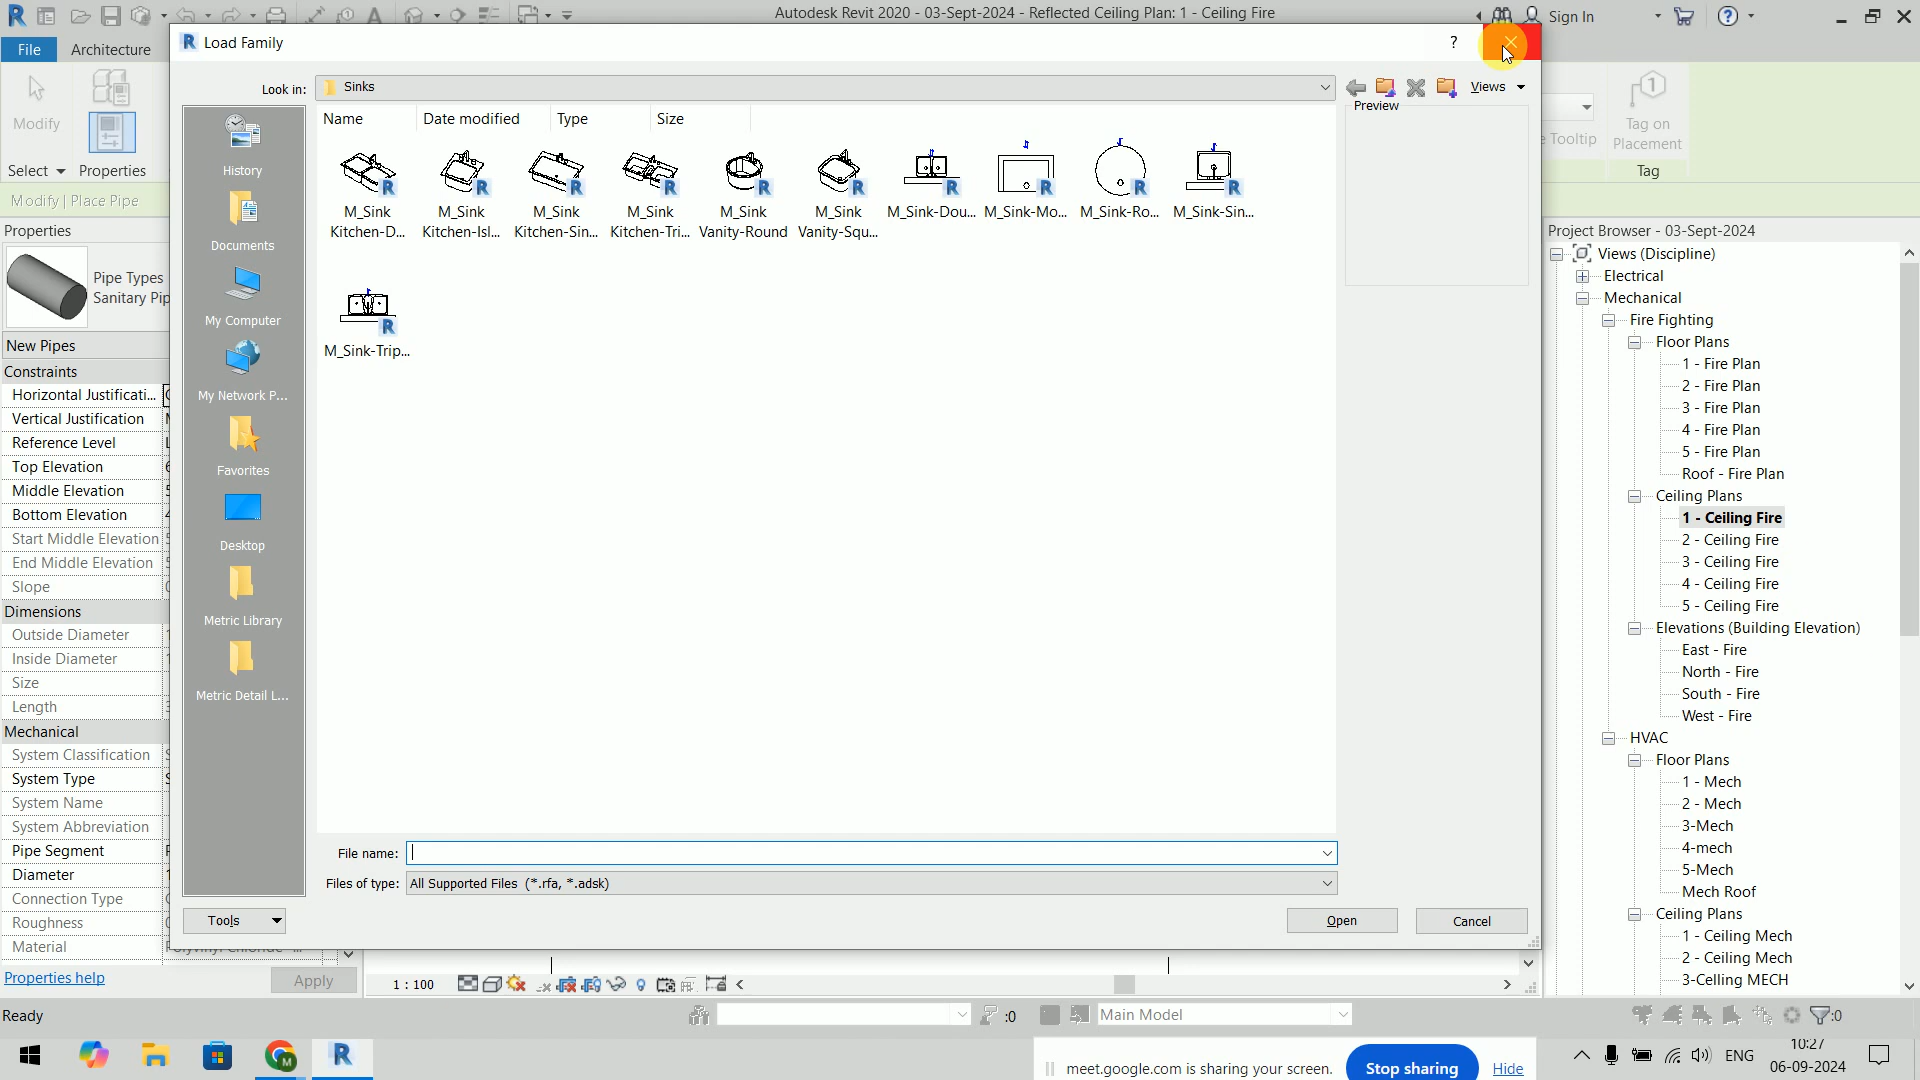 Autodesk Revit 2020 - 03-Sept-2024 - Reflected Ceiling Plan: 1 - Ceiling Fire
Sign In
File
Architecture
Load Family
?
Look in:
Sinks
Views
Preview
Modify
Tooltip
Tag on
Placement
Select
Properties
Tag
Modify | Place Pipe
Name
Date modified
Type
Size
History
Documents
My Computer
My Network P...
Favorites
Desktop
Metric Library
Metric Detail L...
M_Sink
Kitchen-D...
M_Sink
Kitchen-Isl...
M_Sink
Kitchen-Sin...
M_Sink
Kitchen-Tri...
M_Sink
Vanity-Round
M_Sink
Vanity-Squ...
M_Sink-Dou...
M_Sink-Mo...
M_Sink-Ro...
M_Sink-Sin...
M_Sink-Trip...
File name:
Files of type:
All Supported Files (*.rfa, *.adsk)
Tools
Open
Cancel
Properties
Pipe Types
Sanitary Pip
New Pipes
Constraints
Horizontal Justificati...
Vertical Justification
Reference Level
Top Elevation
Middle Elevation
Bottom Elevation
Start Middle Elevation
End Middle Elevation
Slope
Dimensions
Outside Diameter
Inside Diameter
Size
Length
Mechanical
System Classification
System Type
System Name
System Abbreviation
Pipe Segment
Diameter
Connection Type
Roughness
Material
Properties help
Apply
Project Browser - 03-Sept-2024
Views (Discipline)
Electrical
Mechanical
Fire Fighting
Floor Plans
1 - Fire Plan
2 - Fire Plan
3 - Fire Plan
4 - Fire Plan
5 - Fire Plan
Roof - Fire Plan
Ceiling Plans
1 - Ceiling Fire
2 - Ceiling Fire
3 - Ceiling Fire
4 - Ceiling Fire
5 - Ceiling Fire
Elevations (Building Elevation)
East - Fire
North - Fire
South - Fire
West - Fire
HVAC
Floor Plans
1 - Mech
2 - Mech
3-Mech
4-mech
5-Mech
Mech Roof
Ceiling Plans
1 - Ceiling Mech
2 - Ceiling Mech
3-Celling MECH
1 : 100
Ready
:0
Main Model
:0
meet.google.com is sharing your screen.
Stop sharing
Hide
ENG
10:27
06-09-2024